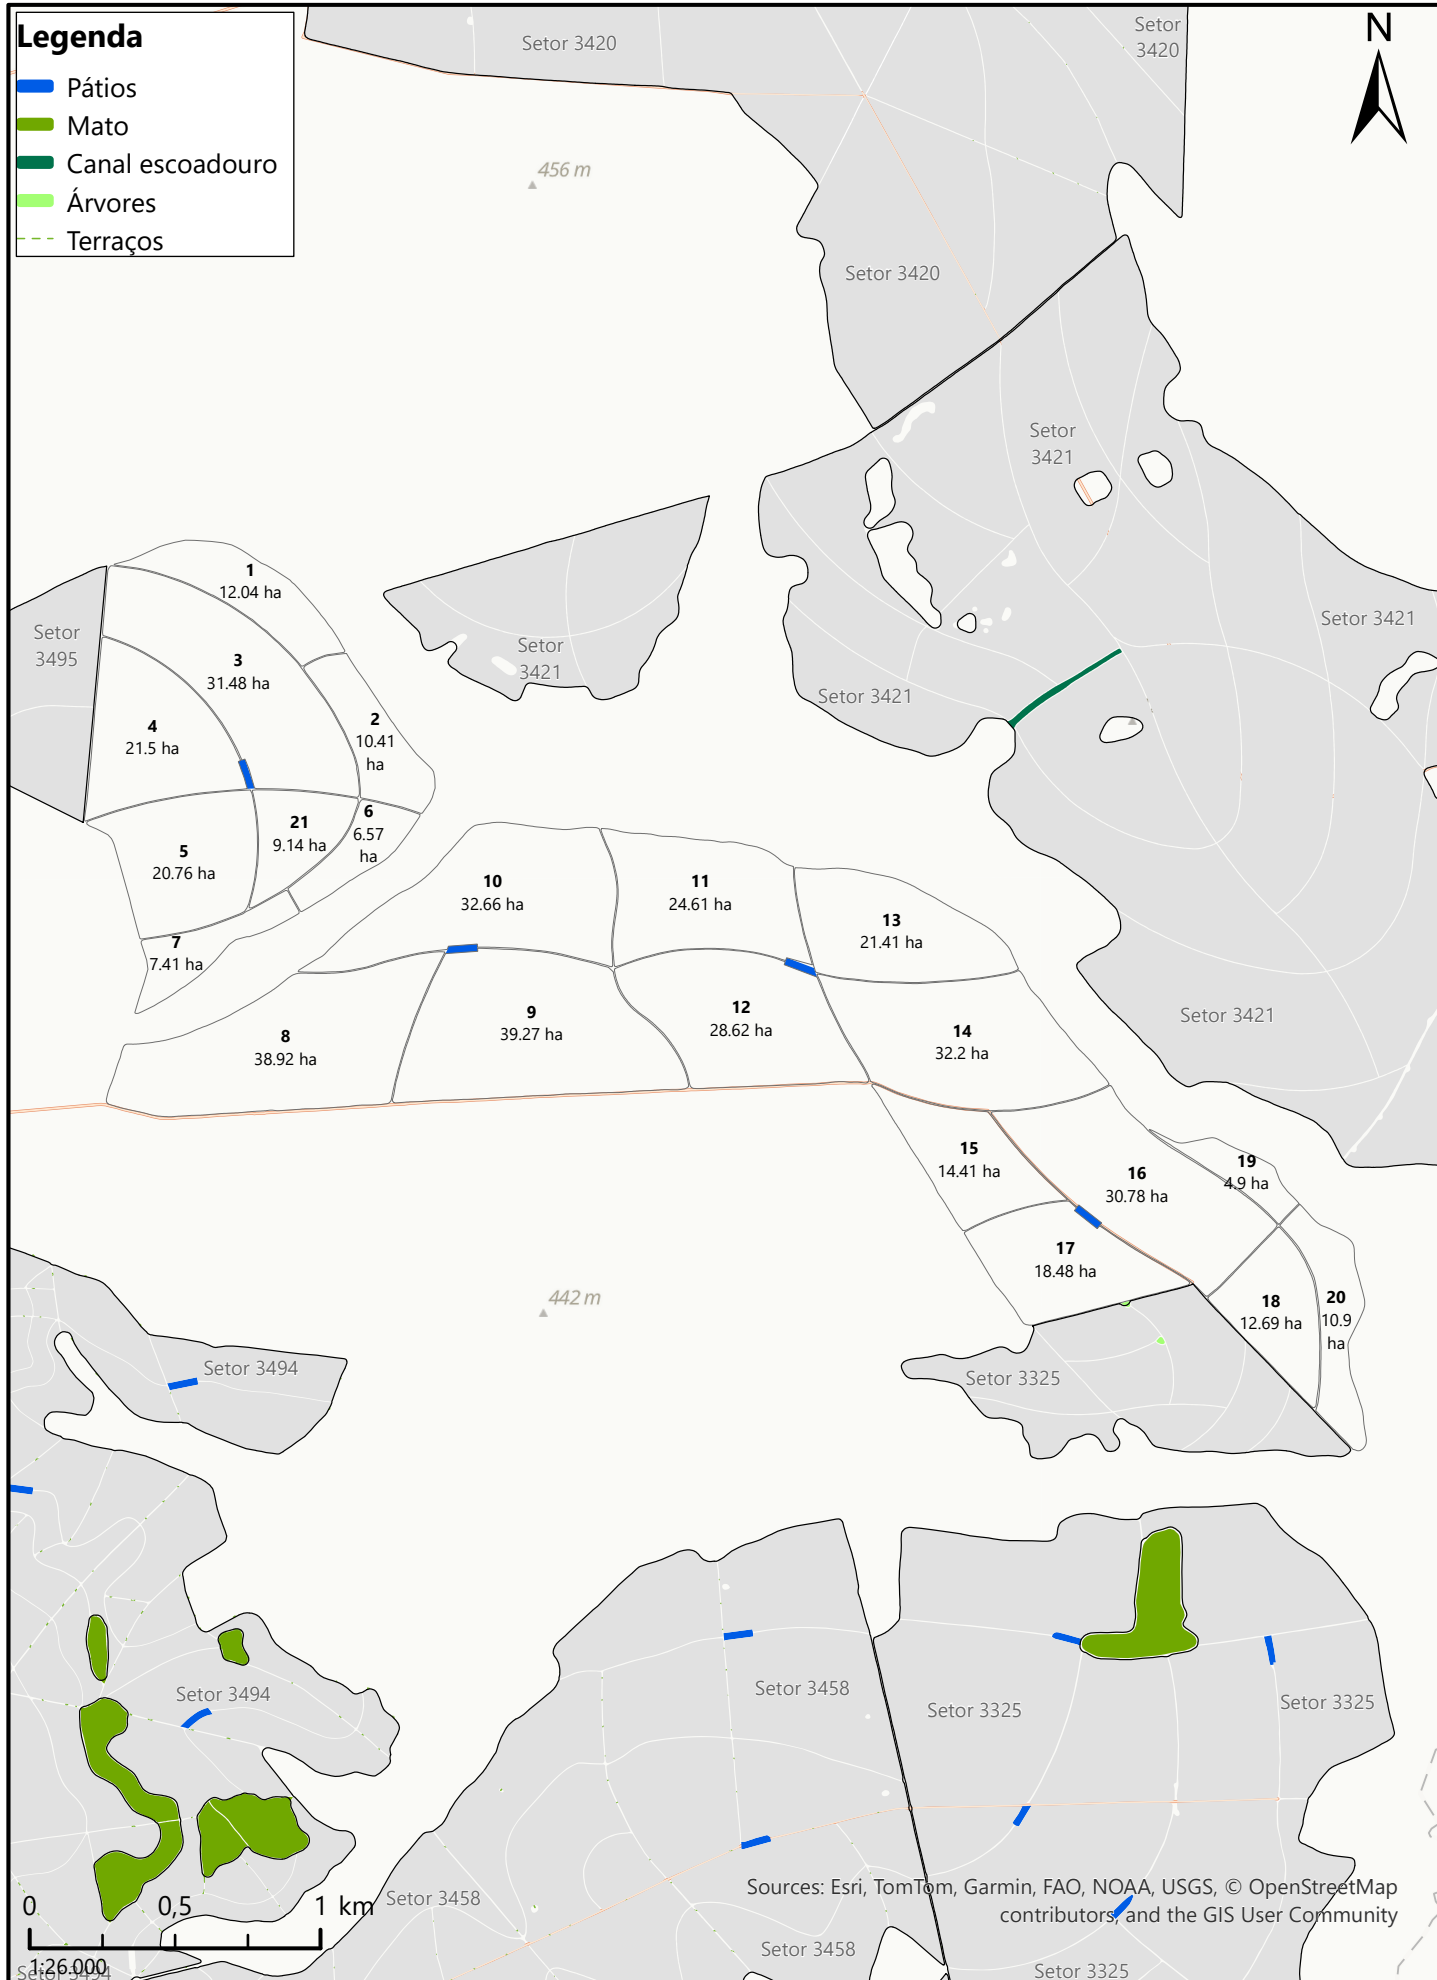 Legenda
Pátios
Mato
Canal escoadouro
Árvores
Terraços
N
Setor 3420
Setor
3420
456 m
Setor 3420
Setor
3421
1
12.04 ha
Setor
3495
3
31.48 ha
Setor
3421
Setor 3421
Setor 3421
4
21.5 ha
2
10.41
ha
21
9.14 ha
6
6.57
ha
5
20.76 ha
10
32.66 ha
11
24.61 ha
13
21.41 ha
7
7.41 ha
8
38.92 ha
9
39.27 ha
12
28.62 ha
14
32.2 ha
Setor 3421
15
14.41 ha
16
30.78 ha
19
4.9 ha
17
18.48 ha
442 m
18
12.69 ha
20
10.9
ha
Setor 3494
Setor 3325
Setor 3494
Setor 3458
Setor 3325
Setor 3325
Setor 3458
Sources: Esri, TomTom, Garmin, FAO, NOAA, USGS, © OpenStreetMap
contributors, and the GIS User Community
0 0,5 1 km
1:26.000
Setor 3494
Setor 3458
Setor 3325